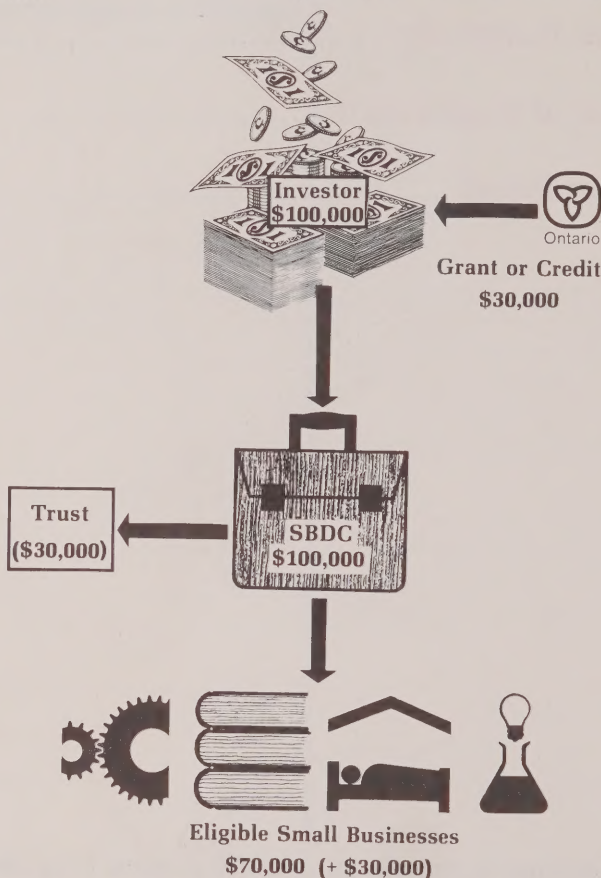 Investor
$100,000
Ontario
Grant or Credit
$30,000
Trust
($30,000)
SBDC
$100,000
Eligible Small Businesses
$70,000 (+ $30,000)